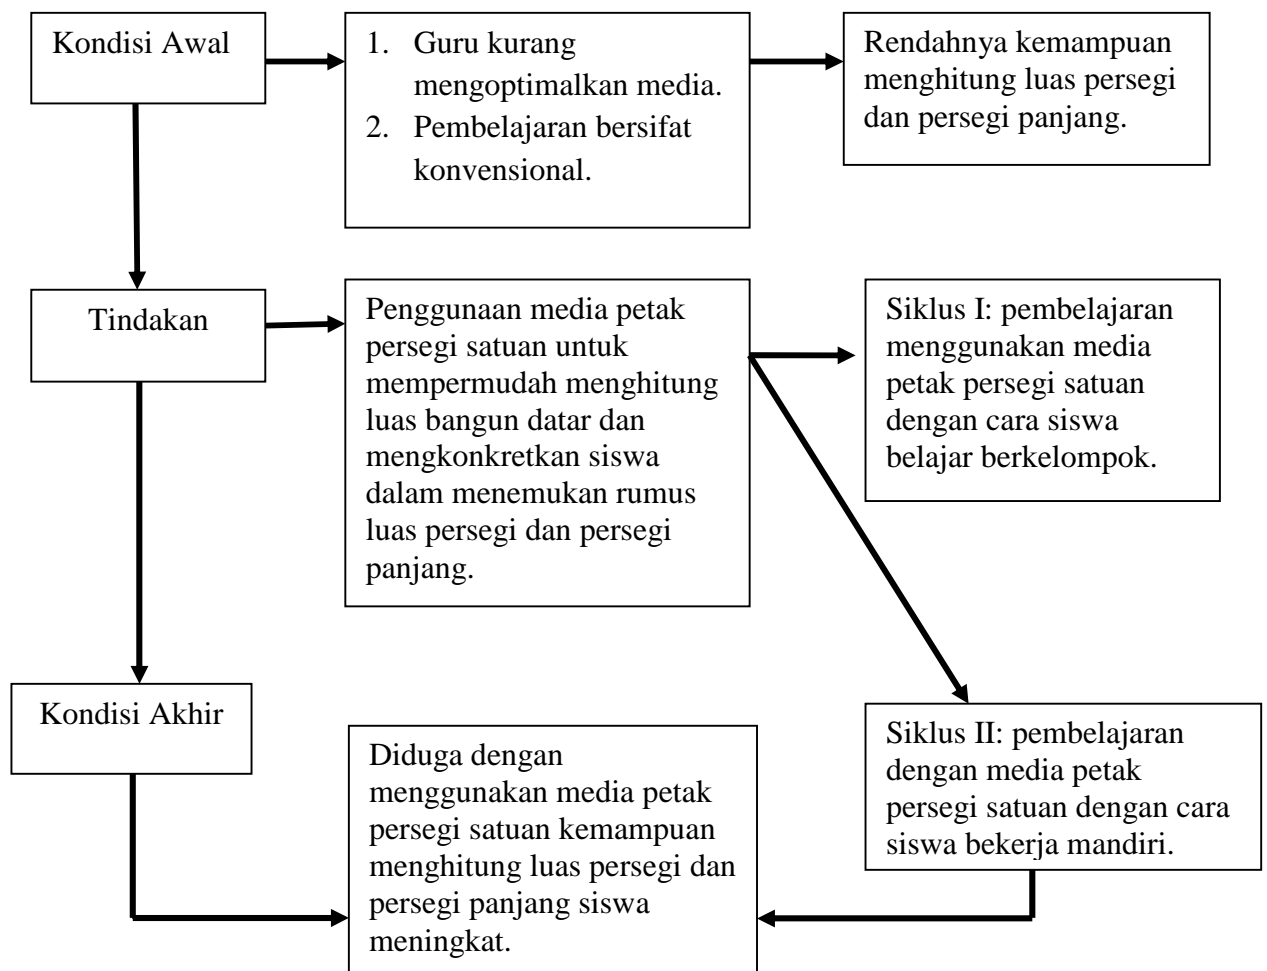 Kondisi Awal
1. Guru kurang
mengoptimalkan media.
2. Pembelajaran bersifat
konvensional.
Rendahnya kemampuan
menghitung luas persegi
dan persegi panjang.
Tindakan
Penggunaan media petak
persegi satuan untuk
mempermudah menghitung
luas bangun datar dan
mengkonkretkan siswa
dalam menemukan rumus
luas persegi dan persegi
panjang.
Siklus I: pembelajaran
menggunakan media
petak persegi satuan
dengan cara siswa
belajar berkelompok.
Kondisi Akhir
Diduga dengan
menggunakan media petak
persegi satuan kemampuan
menghitung luas persegi dan
persegi panjang siswa
meningkat.
Siklus II: pembelajaran
dengan media petak
persegi satuan dengan cara
siswa bekerja mandiri.